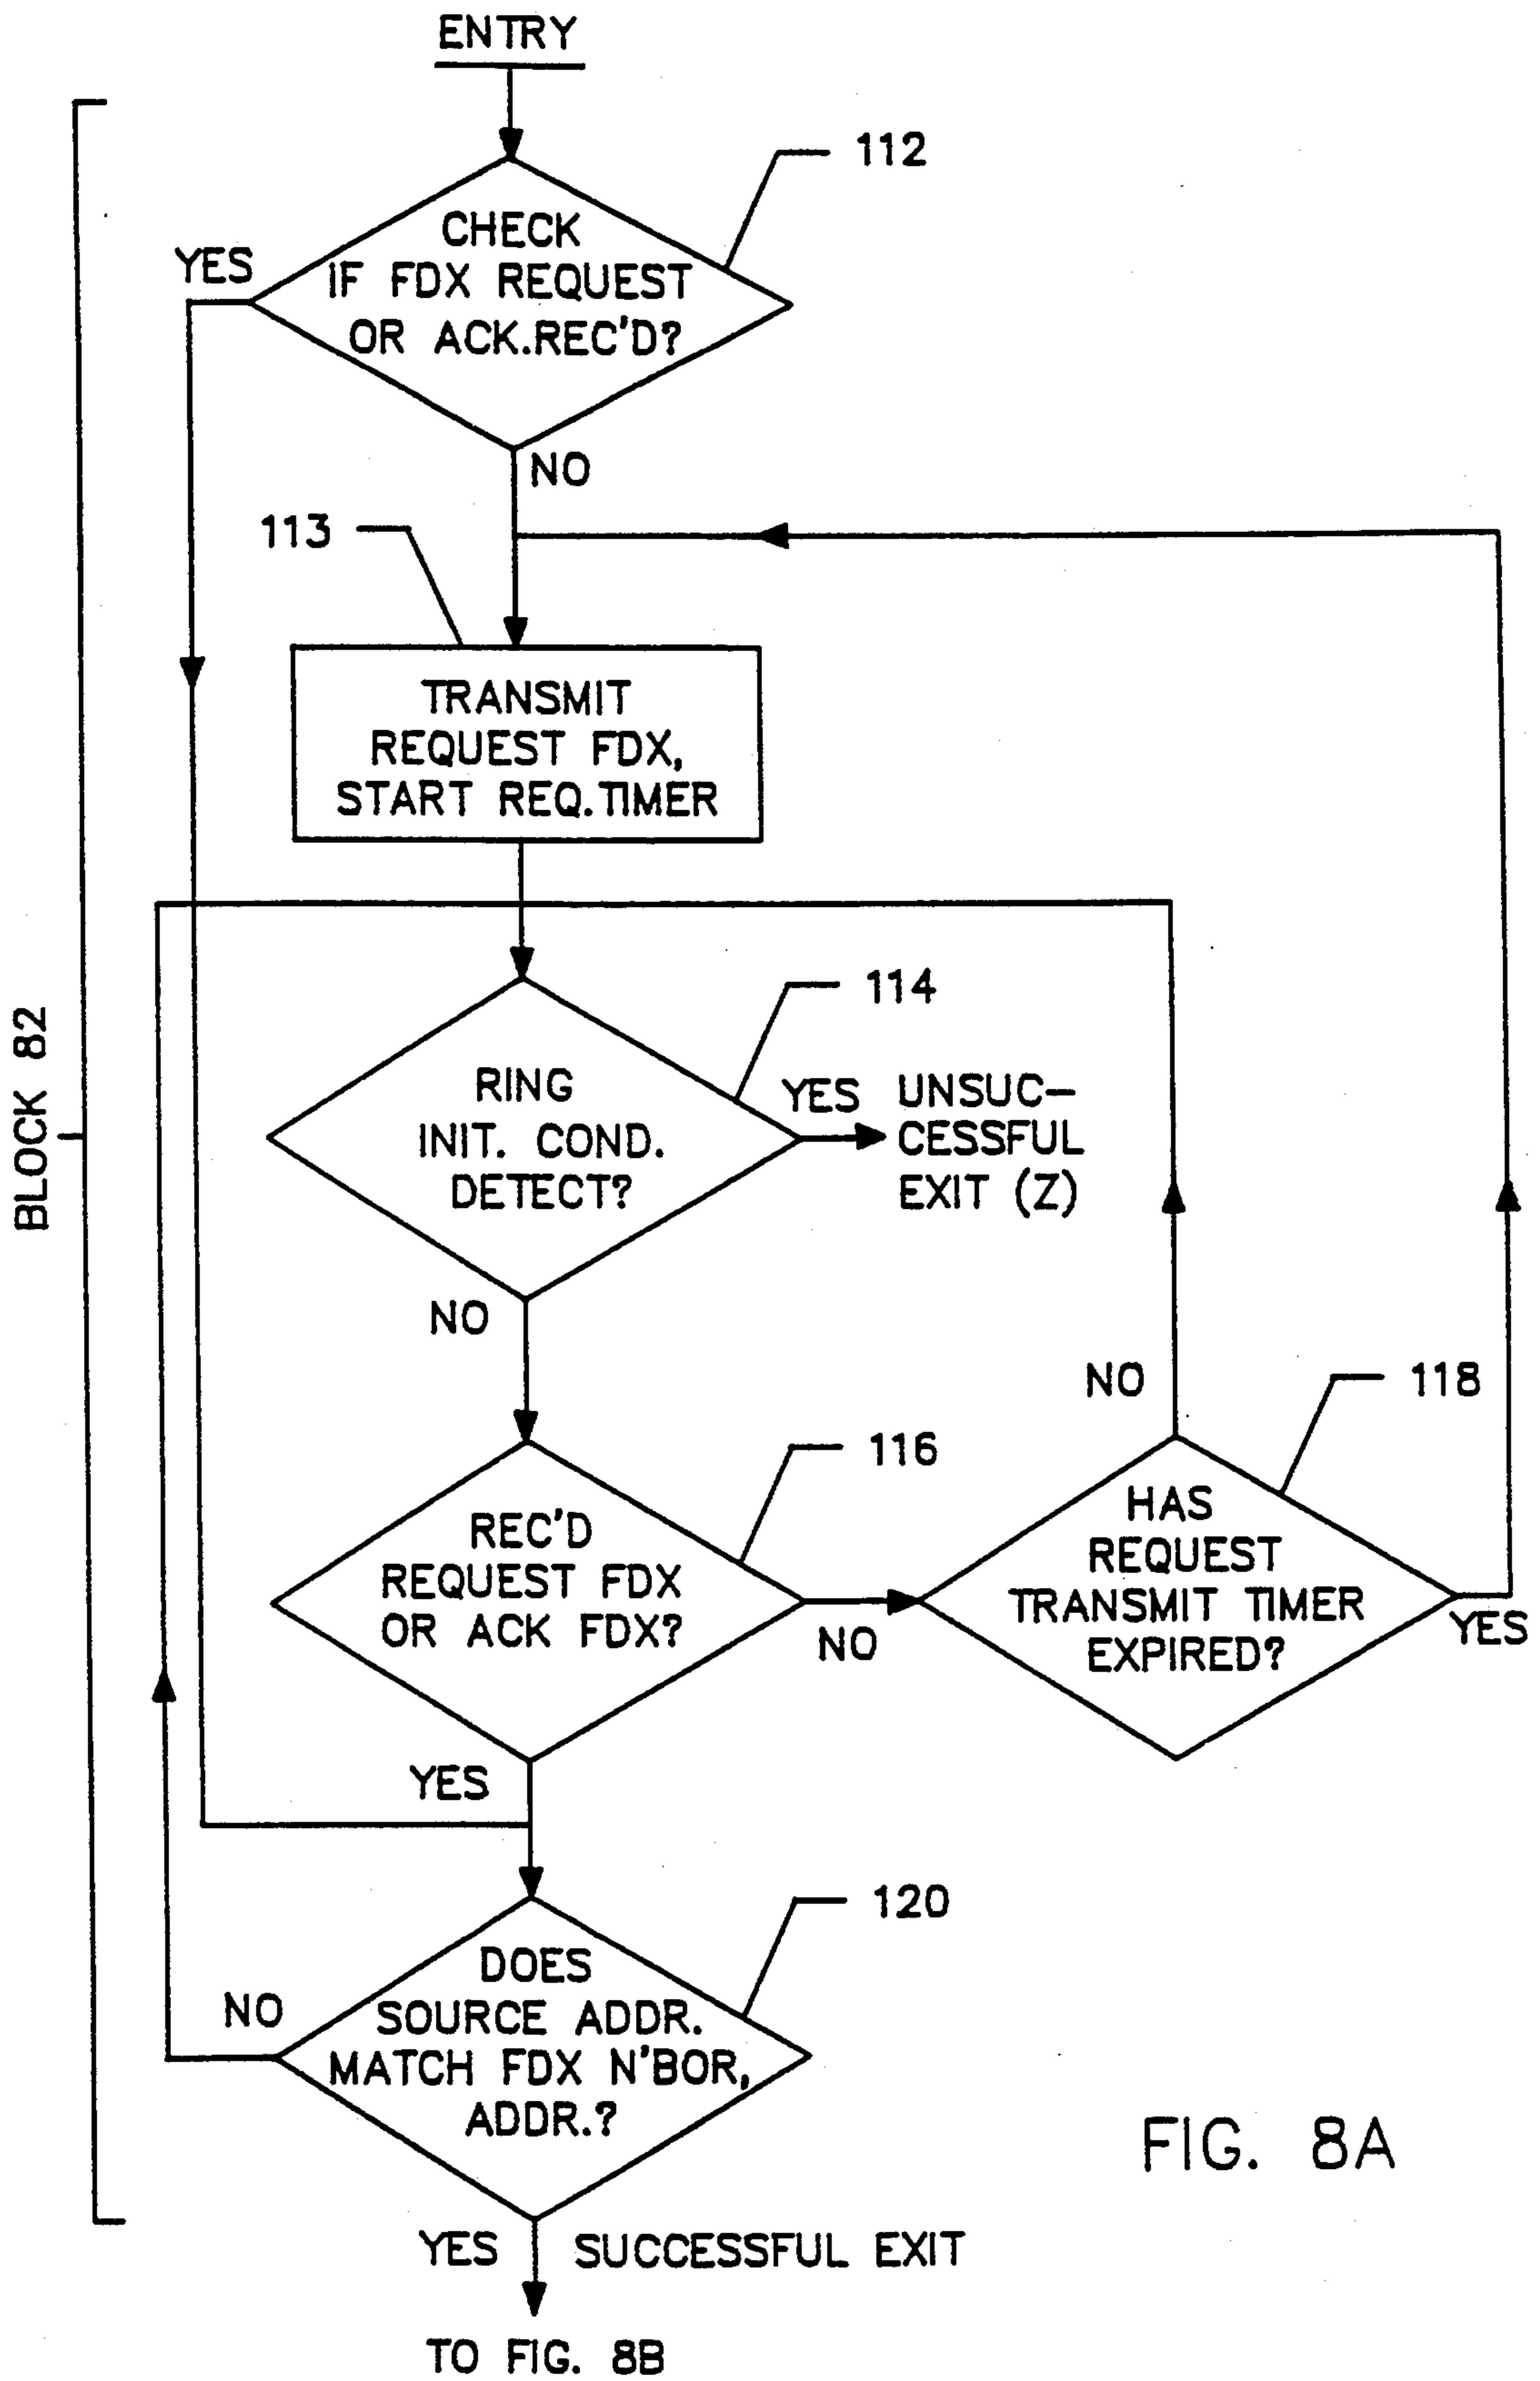 ENTRY
112
CHECK
IF FDX REQUEST
OR ACK.REC'D?
YES
NO
113
TRANSMIT
REQUEST FDX,
START REQ.TIMER
114
RING
INIT. COND.
DETECT?
YES
UNSUC-
CESSFUL
EXIT (Z)
NO
BLOCK 82
116
REC'D
REQUEST FDX
OR ACK FDX?
NO
YES
118
HAS
REQUEST
TRANSMIT TIMER
EXPIRED?
NO
YES
120
DOES
SOURCE ADDR.
MATCH FDX N'BOR,
ADDR.?
NO
YES
SUCCESSFUL EXIT
TO FIG. 8B
FIG. 8A